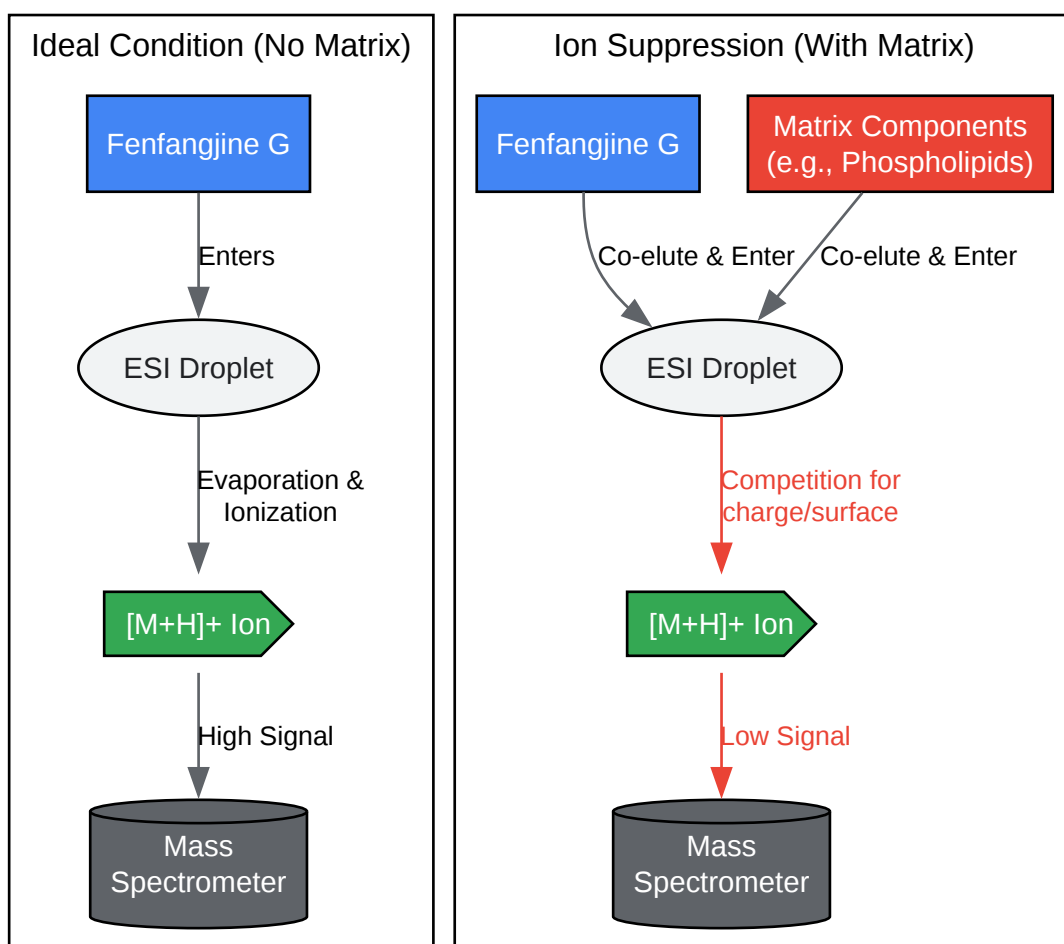 Ideal Condition (No Matrix)
Fenfangjine G
Enters
ESI Droplet
Evaporation &
Ionization
[M+H]+ Ion
High Signal
Mass
Spectrometer
Ion Suppression (With Matrix)
Fenfangjine G
Matrix Components
(e.g., Phospholipids)
Co-elute & Enter
Co-elute & Enter
ESI Droplet
Competition for
charge/surface
[M+H]+ Ion
Low Signal
Mass
Spectrometer